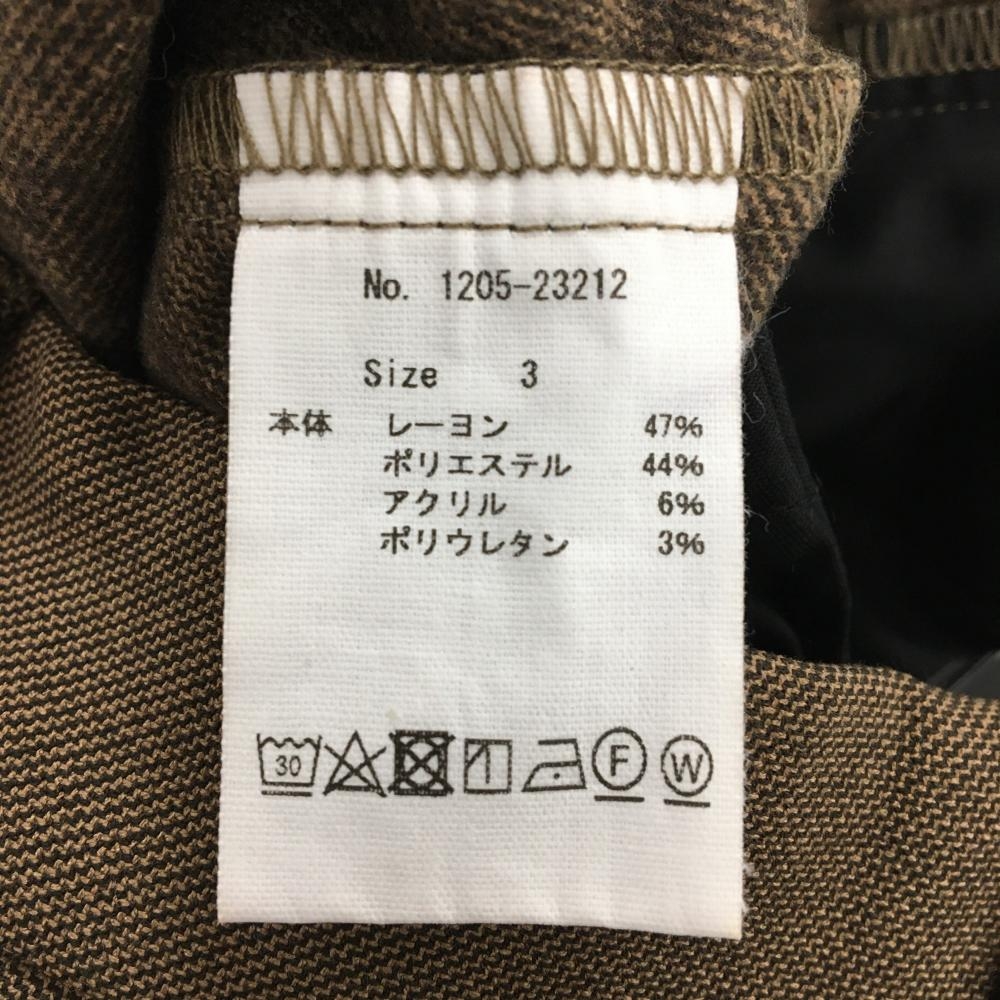 No. 1205-23212
Size 3
本体 レーヨン 47%
ポリエステル 44%
アクリル 6%
ポリウレタン 3%
30 F W